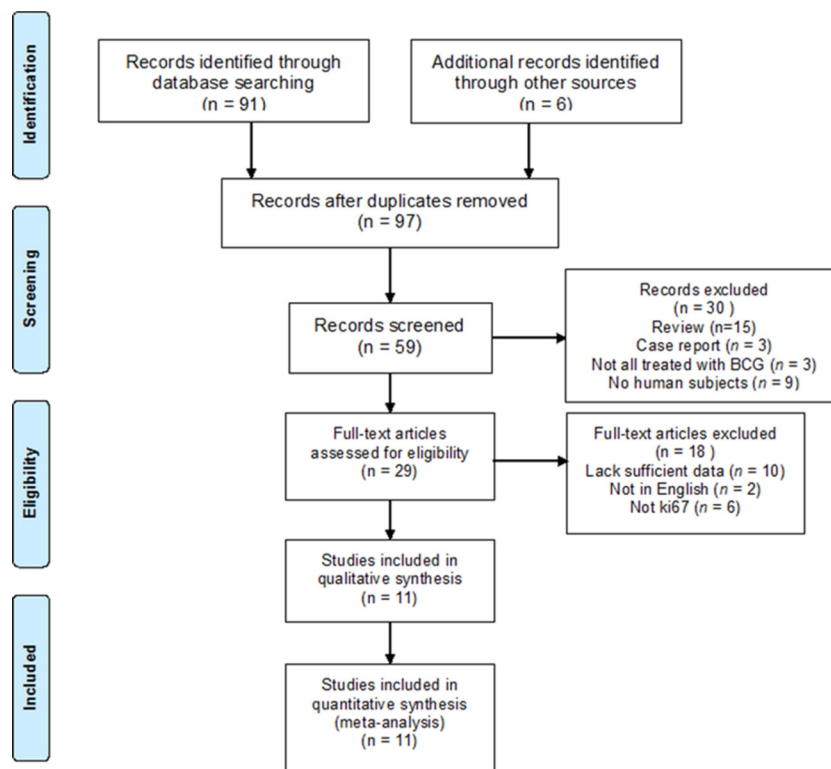 Identification
Records identified through
database searching
(n = 91)
Additional records identified
through other sources
(n = 6)
Records after duplicates removed
(n = 97)
Screening
Records screened
(n = 59)
Records excluded
(n = 30 )
Review (n=15)
Case report (n = 3)
Not all treated with BCG (n = 3)
No human subjects (n = 9)
Eligibility
Full-text articles
assessed for eligibility
(n = 29)
Full-text articles excluded
(n = 18 )
Lack sufficient data (n = 10)
Not in English (n = 2)
Not ki67 (n = 6)
Studies included in
qualitative synthesis
(n = 11)
Included
Studies included in
quantitative synthesis
(meta-analysis)
(n = 11)